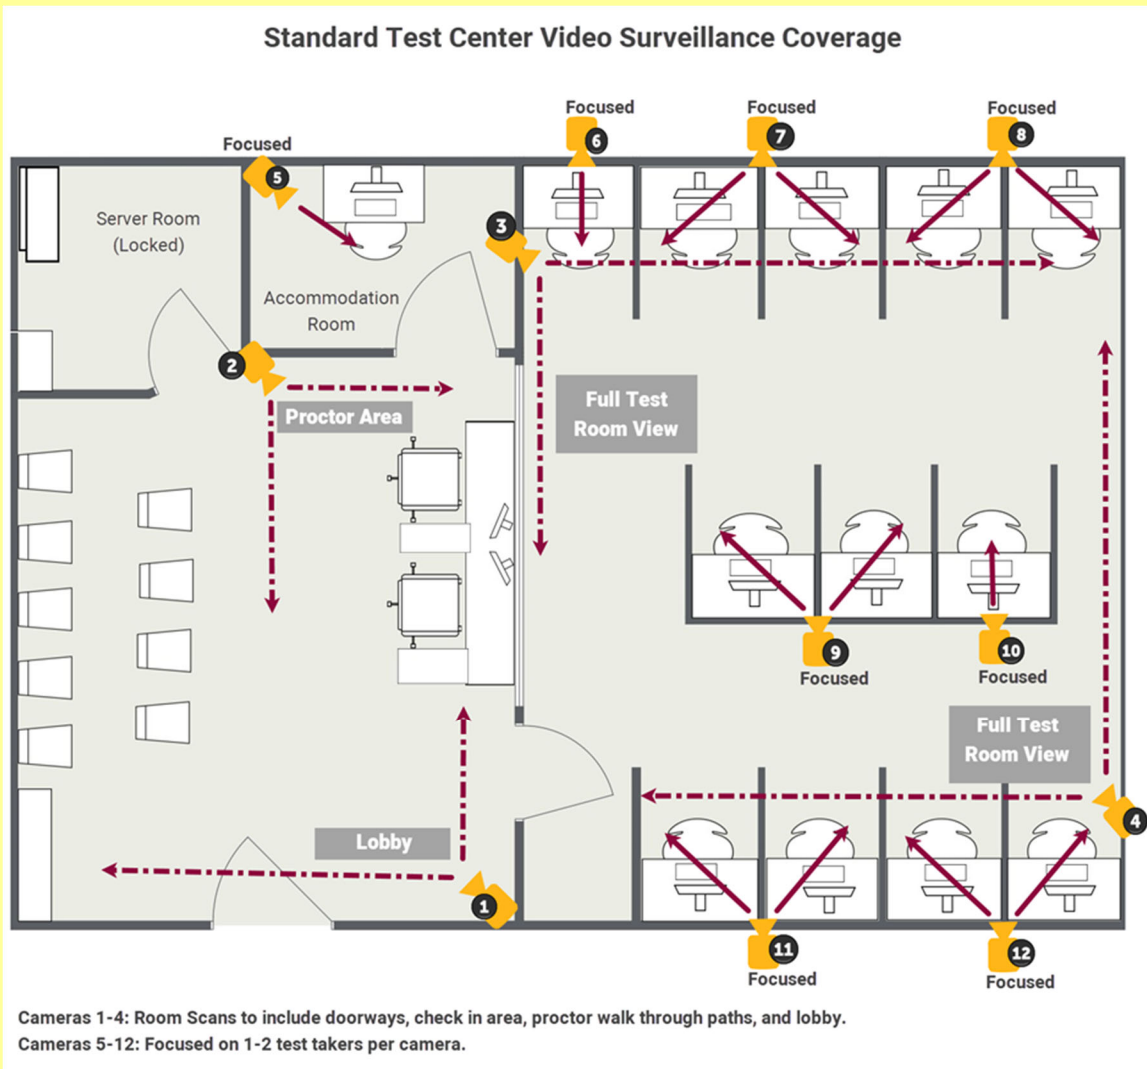 Standard Test Center Video Surveillance Coverage
Focused
6
Focused
7
Focused
8
Focused
5
Server Room
(Locked)
3
Accommodation
Room
2
Proctor Area
Full Test
Room View
9
Focused
10
Focused
Full Test
Room View
4
Lobby
1
11
Focused
12
Focused
Cameras 1-4: Room Scans to include doorways, check in area, proctor walk through paths, and lobby.
Cameras 5-12: Focused on 1-2 test takers per camera.